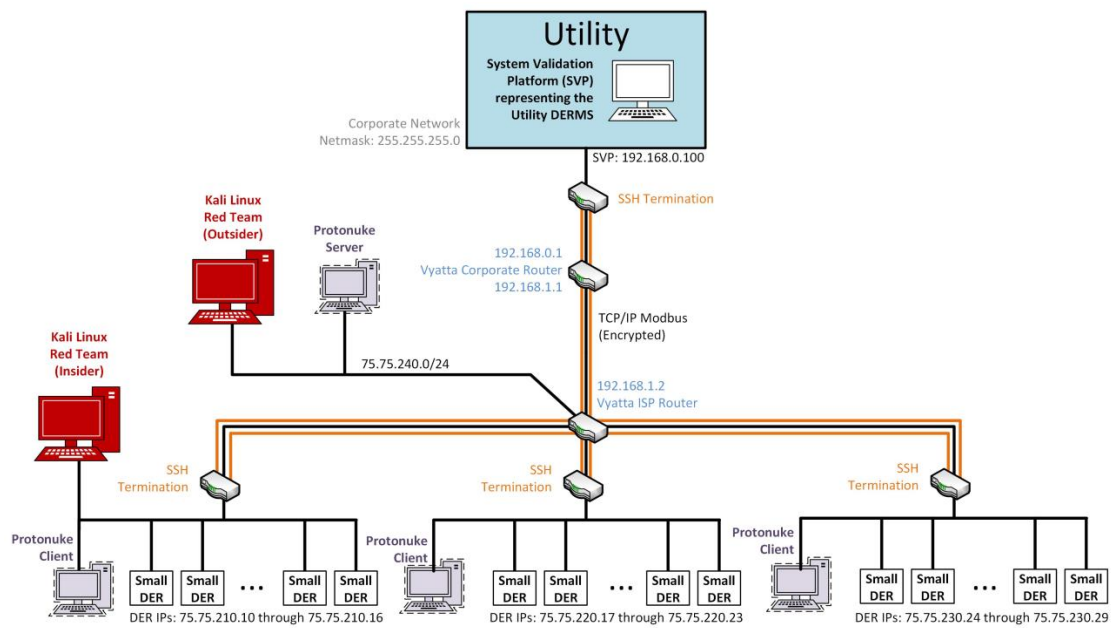 Utility
System Validation
Platform (SVP)
representing the
Utility DERMS
Corporate Network
Netmask: 255.255.255.0
SVP: 192.168.0.100
SSH Termination
Kali Linux
Red Team
(Outsider)
Protonuke
Server
192.168.0.1
Vyatta Corporate Router
192.168.1.1
TCP/IP Modbus
(Encrypted)
Kali Linux
Red Team
(Insider)
75.75.240.0/24
192.168.1.2
Vyatta ISP Router
SSH
Termination
SSH
Termination
SSH
Termination
Protonuke
Client
Small
DER
Small
DER
...
Small
DER
Small
DER
DER IPs: 75.75.210.10 through 75.75.210.16
Protonuke
Client
Small
DER
Small
DER
...
Small
DER
Small
DER
DER IPs: 75.75.220.17 through 75.75.220.23
Protonuke
Client
Small
DER
Small
DER
...
Small
DER
Small
DER
DER IPs: 75.75.230.24 through 75.75.230.29